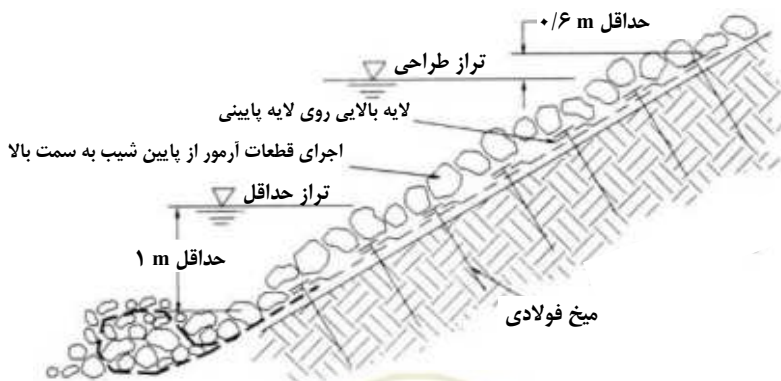 حداقل ۰/۶ m
تراز طراحی
لایه بالایی روی لایه پایینی
اجرای قطعات آرمور از پایین شیب به سمت بالا
تراز حداقل
حداقل ۱ m
میخ فولادی